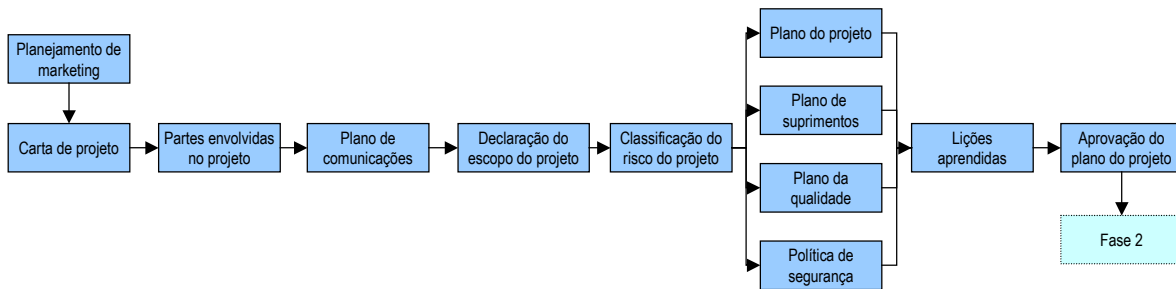 Planejamento de
marketing
Carta de projeto
Partes envolvidas
no projeto
Plano de
comunicações
Declaração do
escopo do projeto
Classificação do
risco do projeto
Plano do projeto
Plano de
suprimentos
Plano da
qualidade
Política de
segurança
Lições
aprendidas
Aprovação do
plano do projeto
Fase 2